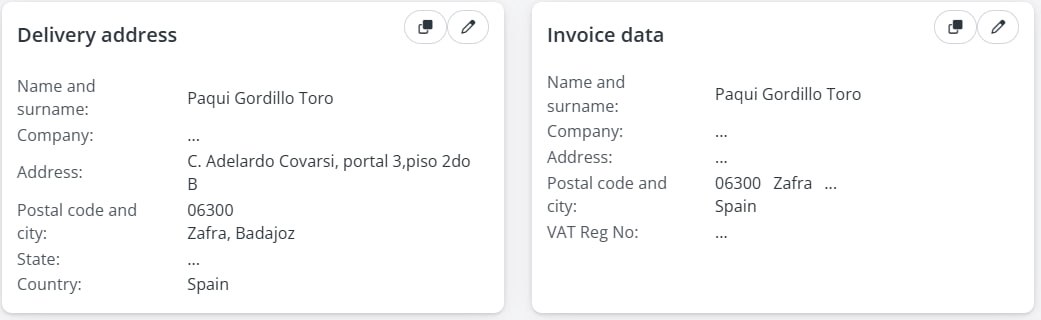 Delivery address
Name and
surname:
Paqui Gordillo Toro
Company:
...
Address:
C. Adelardo Covarsi, portal 3,piso 2do
B
Postal code and
city:
06300
Zafra, Badajoz
State:
...
Country:
Spain
Invoice data
Name and
surname:
Paqui Gordillo Toro
Company:
...
Address:
...
Postal code and
city:
06300 Zafra ...
Spain
VAT Reg No:
...